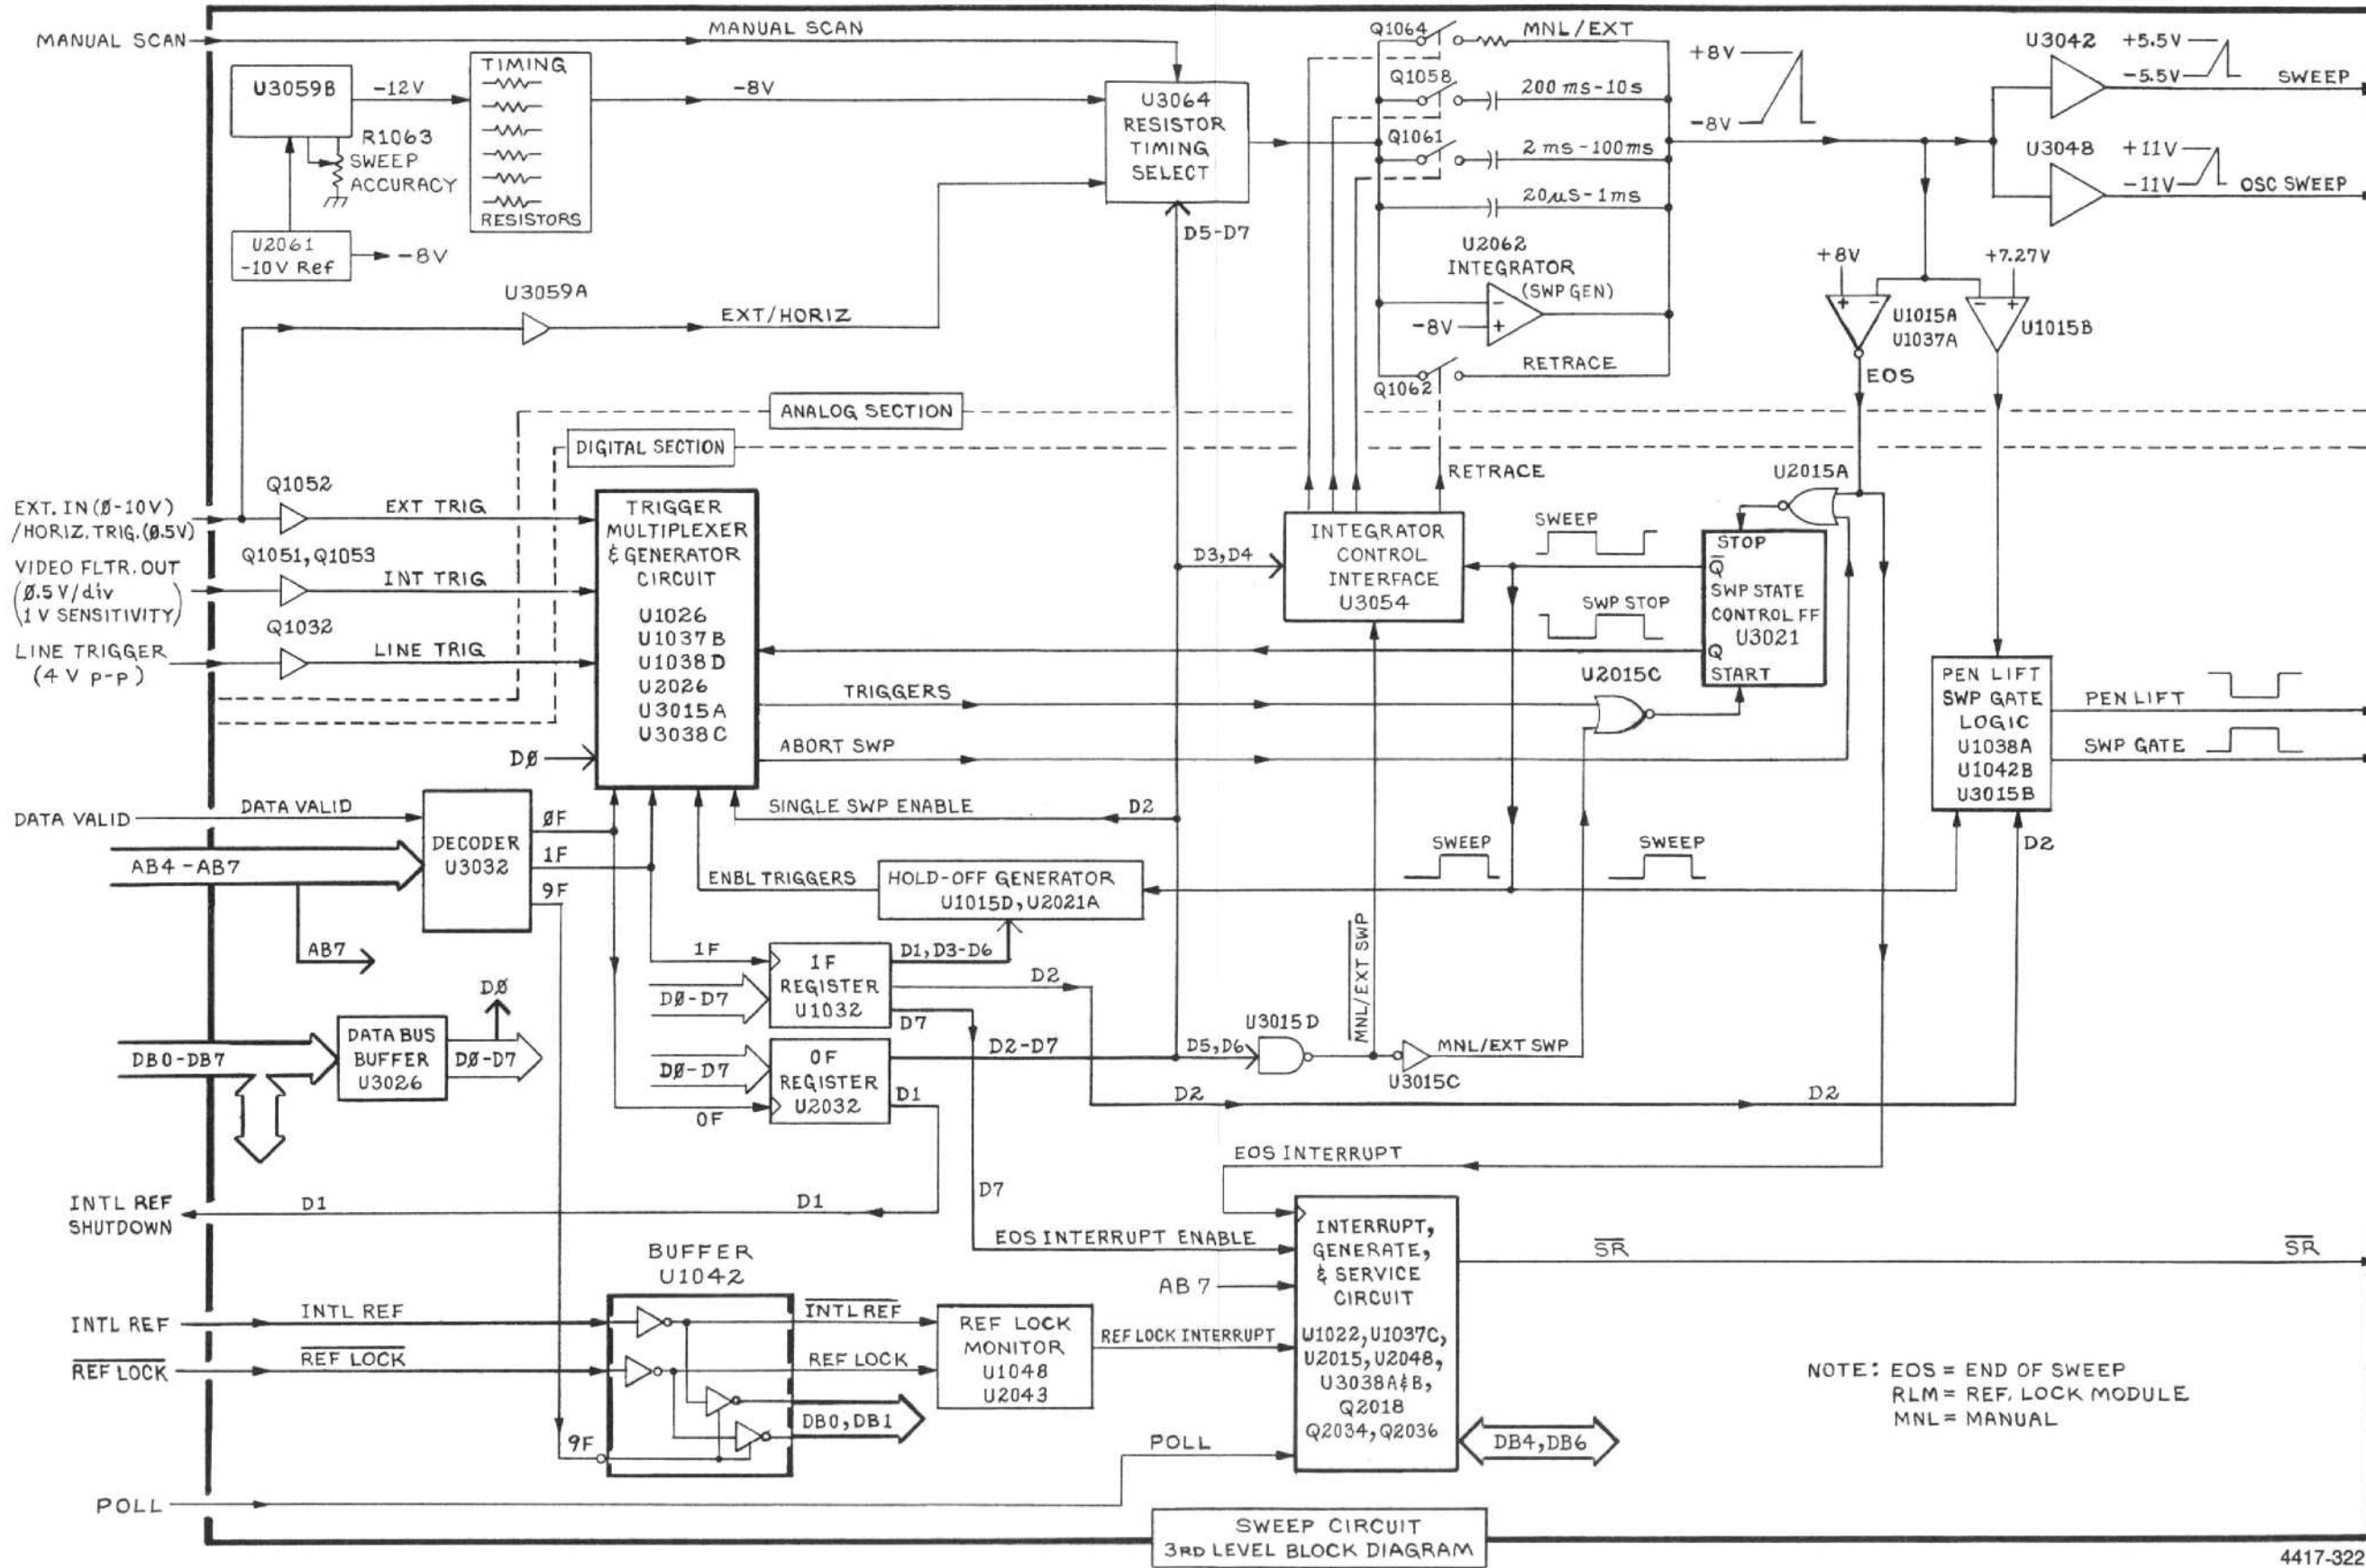 MANUAL SCAN
MANUAL SCAN
U3059B
-12V
TIMING
RESISTORS
-8V
R1063
SWEEP
ACCURACY
U2061
-10V Ref
-8V
U3059A
EXT/HORIZ
U3064
RESISTOR
TIMING
SELECT
D5-D7
Q1064
MNL/EXT
Q1058
200 ms-10s
Q1061
2 ms-100ms
20µs-1ms
U2062
INTEGRATOR
(SWP GEN)
-
-8V
+
Q1062
RETRACE
+8V
-8V
U3042
+5.5V
-5.5V
SWEEP
U3048
+11V
-11V
OSC SWEEP
+8V
+7.27V
+ -
- +
U1015A
U1037A
U1015B
EOS
ANALOG SECTION
DIGITAL SECTION
EXT. IN (Ø-10V)
/HORIZ. TRIG. (Ø.5V)
Q1052
EXT TRIG
VIDEO FLTR. OUT
(Ø.5 V/div
1 V SENSITIVITY)
Q1051, Q1053
INT TRIG
LINE TRIGGER
(4 V p-p)
Q1032
LINE TRIG
TRIGGER
MULTIPLEXER
& GENERATOR
CIRCUIT
U1026
U1037B
U1038D
U2026
U3015A
U3038C
DØ
TRIGGERS
ABORT SWP
SINGLE SWP ENABLE
D2
RETRACE
D3,D4
INTEGRATOR
CONTROL
INTERFACE
U3054
SWEEP
SWP STOP
U2015A
STOP
Q̅
SWP STATE
CONTROL FF
U3021
Q
START
U2015C
PEN LIFT
SWP GATE
LOGIC
U1038A
U1042B
U3015B
PEN LIFT
SWP GATE
D2
DATA VALID
DATA VALID
AB4-AB7
AB7
DECODER
U3032
ØF
1F
9F
ENBL TRIGGERS
HOLD-OFF GENERATOR
U1015D, U2021A
SWEEP
SWEEP
1F
DØ-D7
1F
REGISTER
U1032
D1, D3-D6
D2
D7
DB0-DB7
DATA BUS
BUFFER
U3026
DØ
DØ-D7
DØ-D7
OF
OF
REGISTER
U2032
D2-D7
D1
D5,D6
U3015D
M̅N̅L̅/̅E̅X̅T̅ ̅S̅W̅P̅
MNL/EXT SWP
U3015C
D2
D2
EOS INTERRUPT
INTL REF
SHUTDOWN
D1
D1
D7
EOS INTERRUPT ENABLE
AB 7
INTERRUPT,
GENERATE,
& SERVICE
CIRCUIT
U1022, U1037C,
U2015, U2048,
U3038A&B,
Q2018
Q2034, Q2036
S̅R̅
S̅R̅
BUFFER
U1042
INTL REF
INTL REF
I̅N̅T̅L̅ ̅R̅E̅F̅
R̅E̅F̅ ̅L̅O̅C̅K̅
R̅E̅F̅ ̅L̅O̅C̅K̅
REF LOCK
REF LOCK
MONITOR
U1048
U2043
REF LOCK INTERRUPT
DB0, DB1
9F
POLL
POLL
DB4, DB6
NOTE: EOS = END OF SWEEP
RLM = REF. LOCK MODULE
MNL = MANUAL
SWEEP CIRCUIT
3RD LEVEL BLOCK DIAGRAM
4417-322